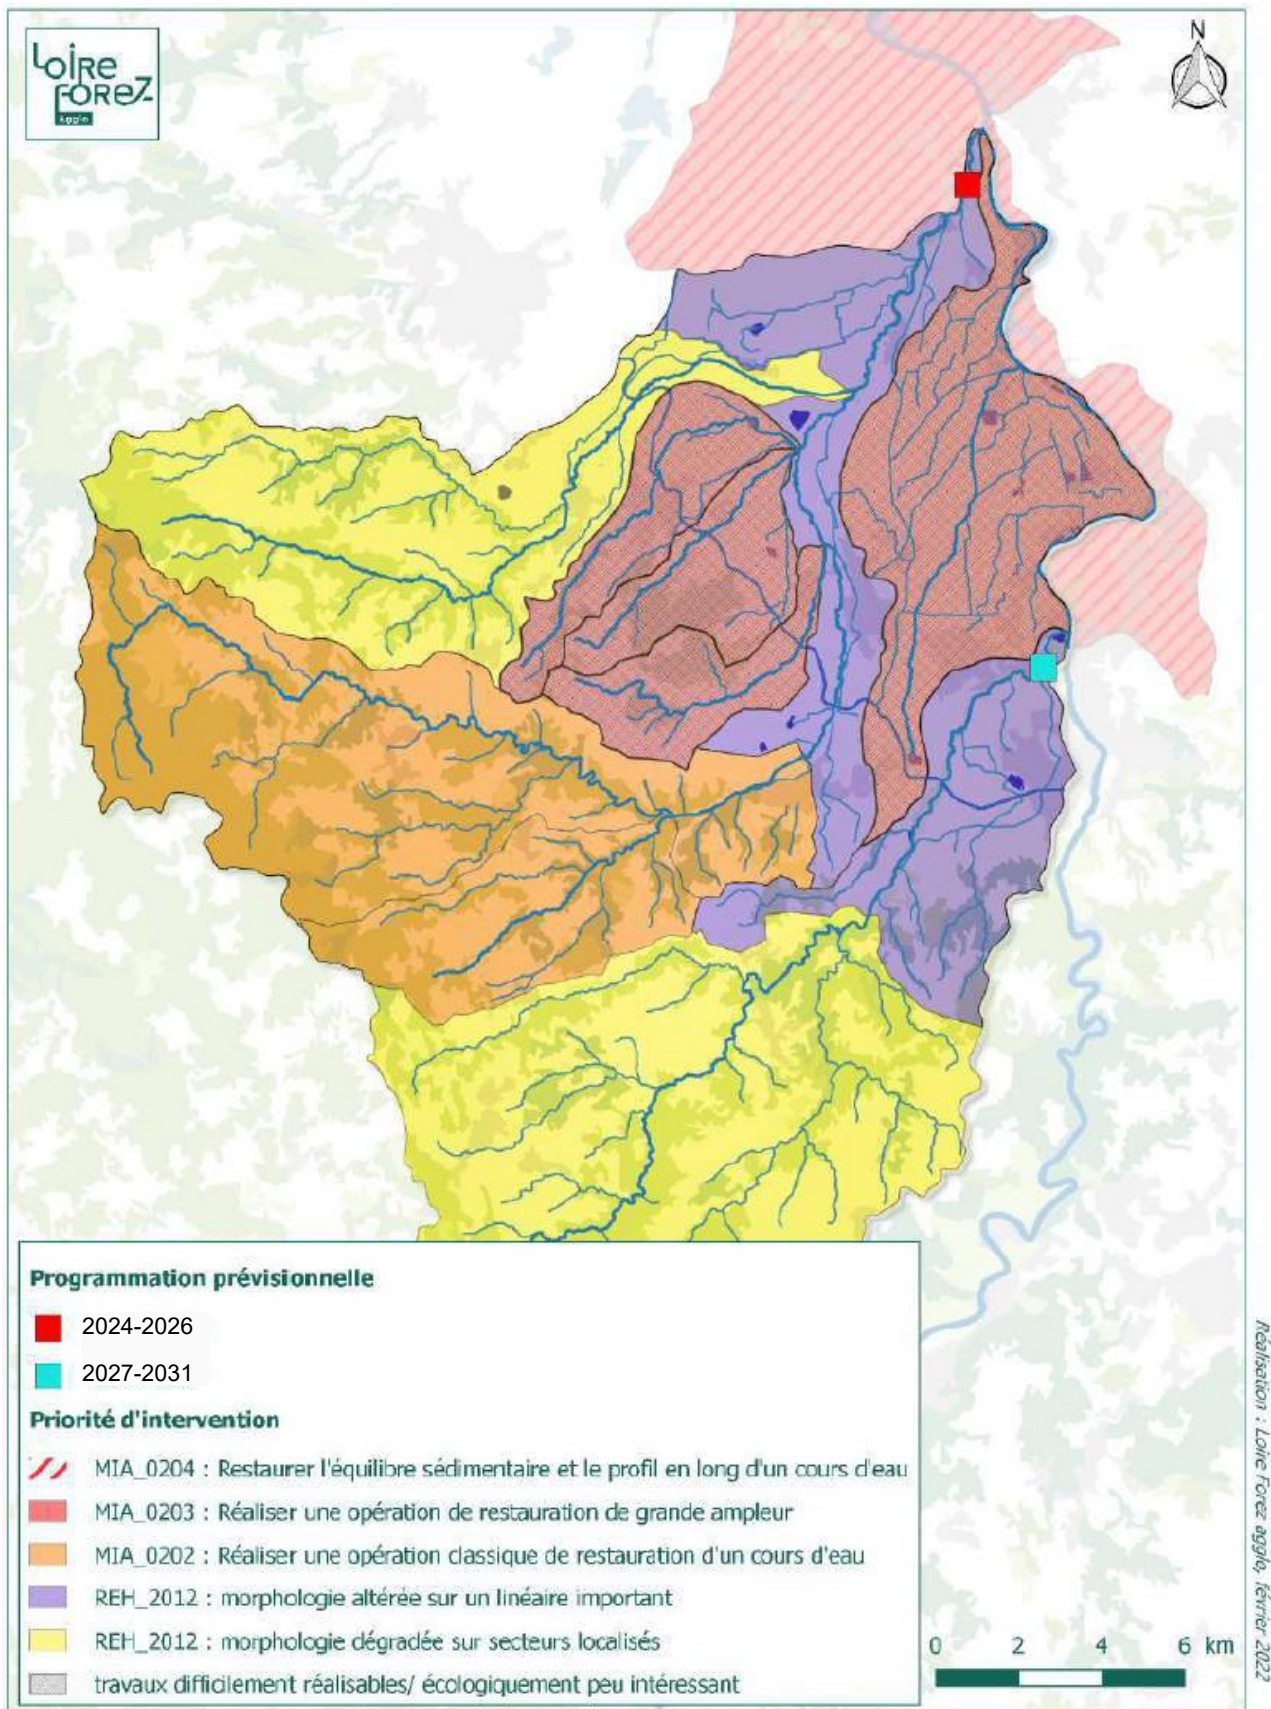 LoiRe
FoReZ
Agglo
N
Programmation prévisionnelle
2024-2026
2027-2031
Priorité d'intervention
MIA_0204 : Restaurer l'équilibre sédimentaire et le profil en long d'un cours d'eau
MIA_0203 : Réaliser une opération de restauration de grande ampleur
MIA_0202 : Réaliser une opération classique de restauration d'un cours d'eau
REH_2012 : morphologie altérée sur un linéaire important
REH_2012 : morphologie dégradée sur secteurs localisés
travaux difficilement réalisables/ écologiquement peu intéressant
0 2 4 6 km
Réalisation : Loire Forez agglo, février 2022